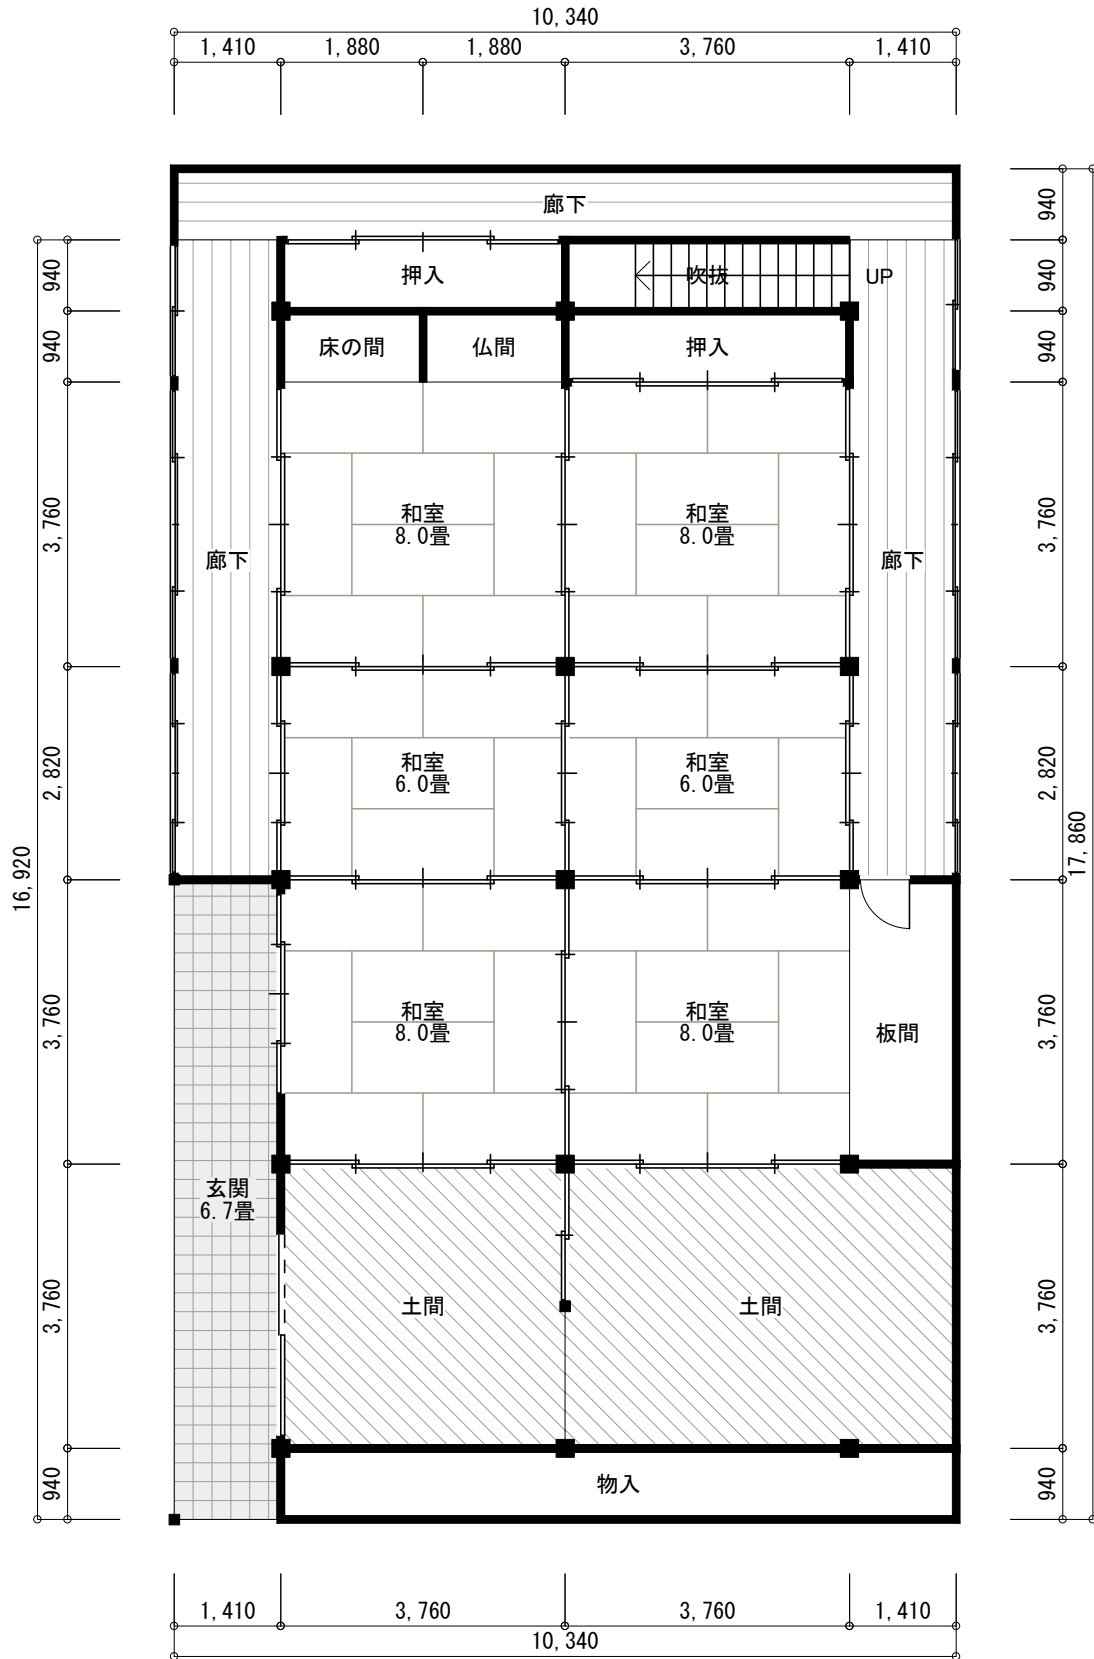 10,340
1,410
1,880
1,880
3,760
1,410
廊下
940
940
押入
吹抜
UP
940
940
床の間
仏間
押入
940
3,760
和室
8.0畳
和室
8.0畳
3,760
廊下
廊下
2,820
和室
6.0畳
和室
6.0畳
2,820
16,920
17,860
3,760
和室
8.0畳
和室
8.0畳
板間
3,760
玄関
6.7畳
3,760
土間
土間
3,760
940
物入
940
1,410
3,760
3,760
1,410
10,340